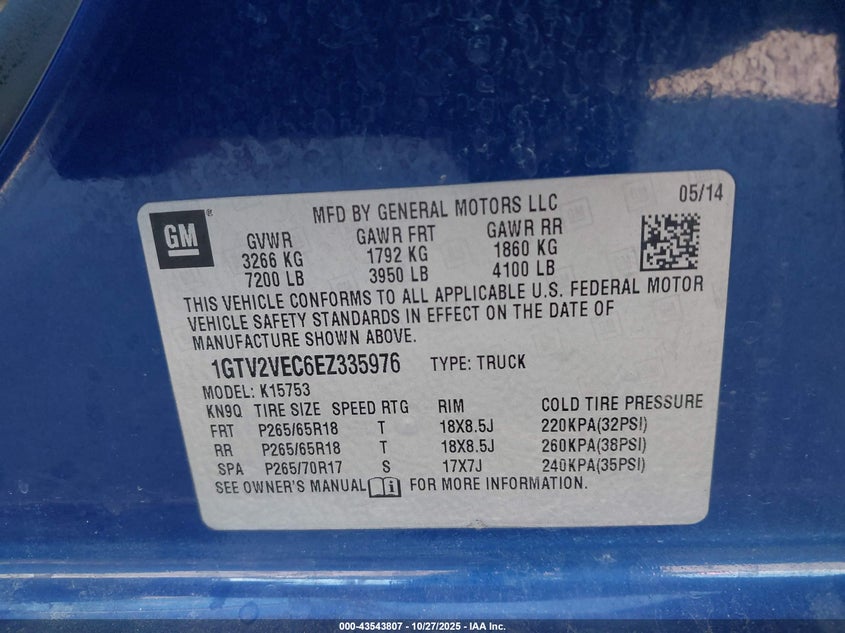 MFD BY GENERAL MOTORS LLC 05/14
GM®
GVWR GAWR FRT GAWR RR
3266 KG 1792 KG 1860 KG
7200 LB 3950 LB 4100 LB
THIS VEHICLE CONFORMS TO ALL APPLICABLE U.S. FEDERAL MOTOR
VEHICLE SAFETY STANDARDS IN EFFECT ON THE DATE OF
MANUFACTURE SHOWN ABOVE.
1GTV2VEC6EZ335976 TYPE: TRUCK
MODEL: K15753
KN9Q TIRE SIZE SPEED RTG RIM COLD TIRE PRESSURE
FRT P265/65R18 T 18X8.5J 220KPA(32PSI)
RR P265/65R18 T 18X8.5J 260KPA(38PSI)
SPA P265/70R17 S 17X7J 240KPA(35PSI)
SEE OWNER'S MANUAL FOR MORE INFORMATION.
000-43543807 - 10/27/2025 - IAA Inc.